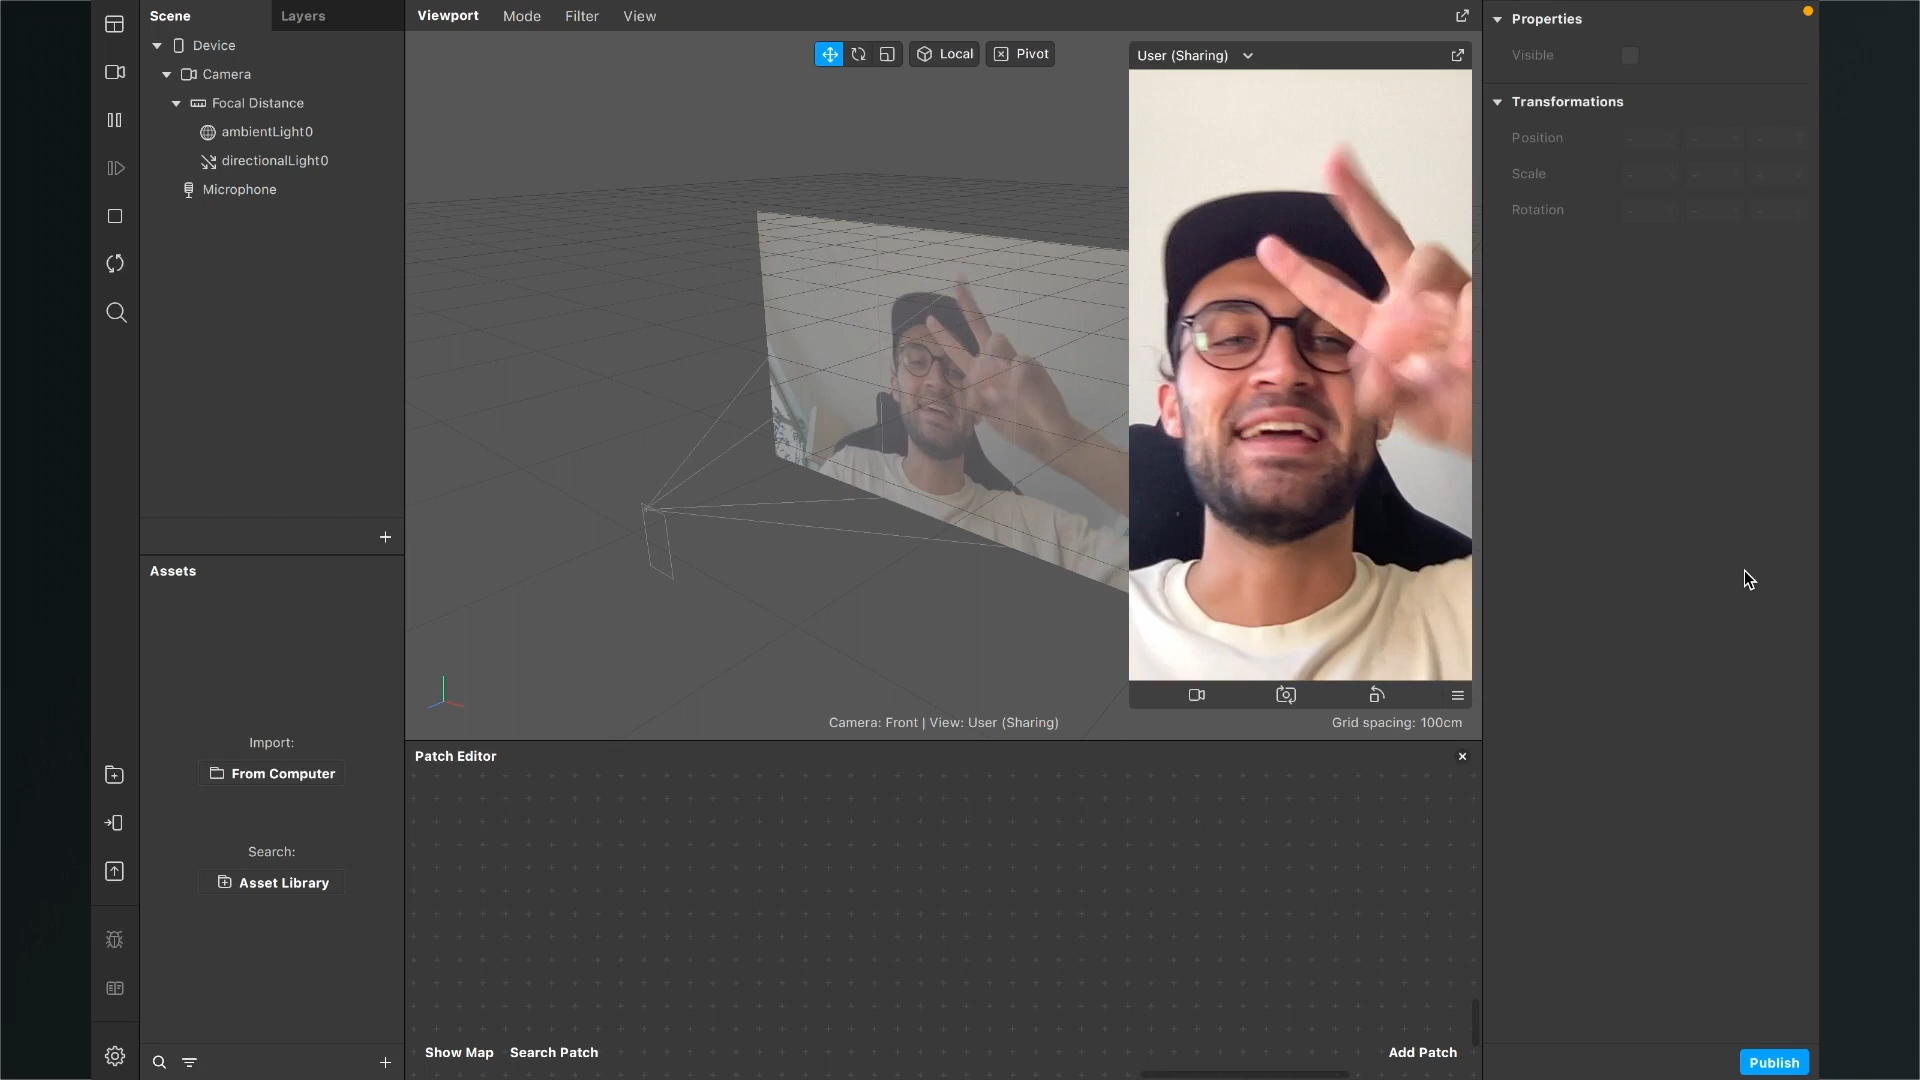 Scene
Layers
Device
Camera
Focal Distance
ambientLight0
directionalLight0
Microphone
Assets
Import:
From Computer
Search:
Asset Library
Viewport
Mode
Filter
View
Local
Pivot
User (Sharing)
Camera: Front | View: User (Sharing)
Grid spacing: 100cm
Patch Editor
Show Map
Search Patch
Add Patch
Properties
Visible
Transformations
Position
Scale
Rotation
Publish